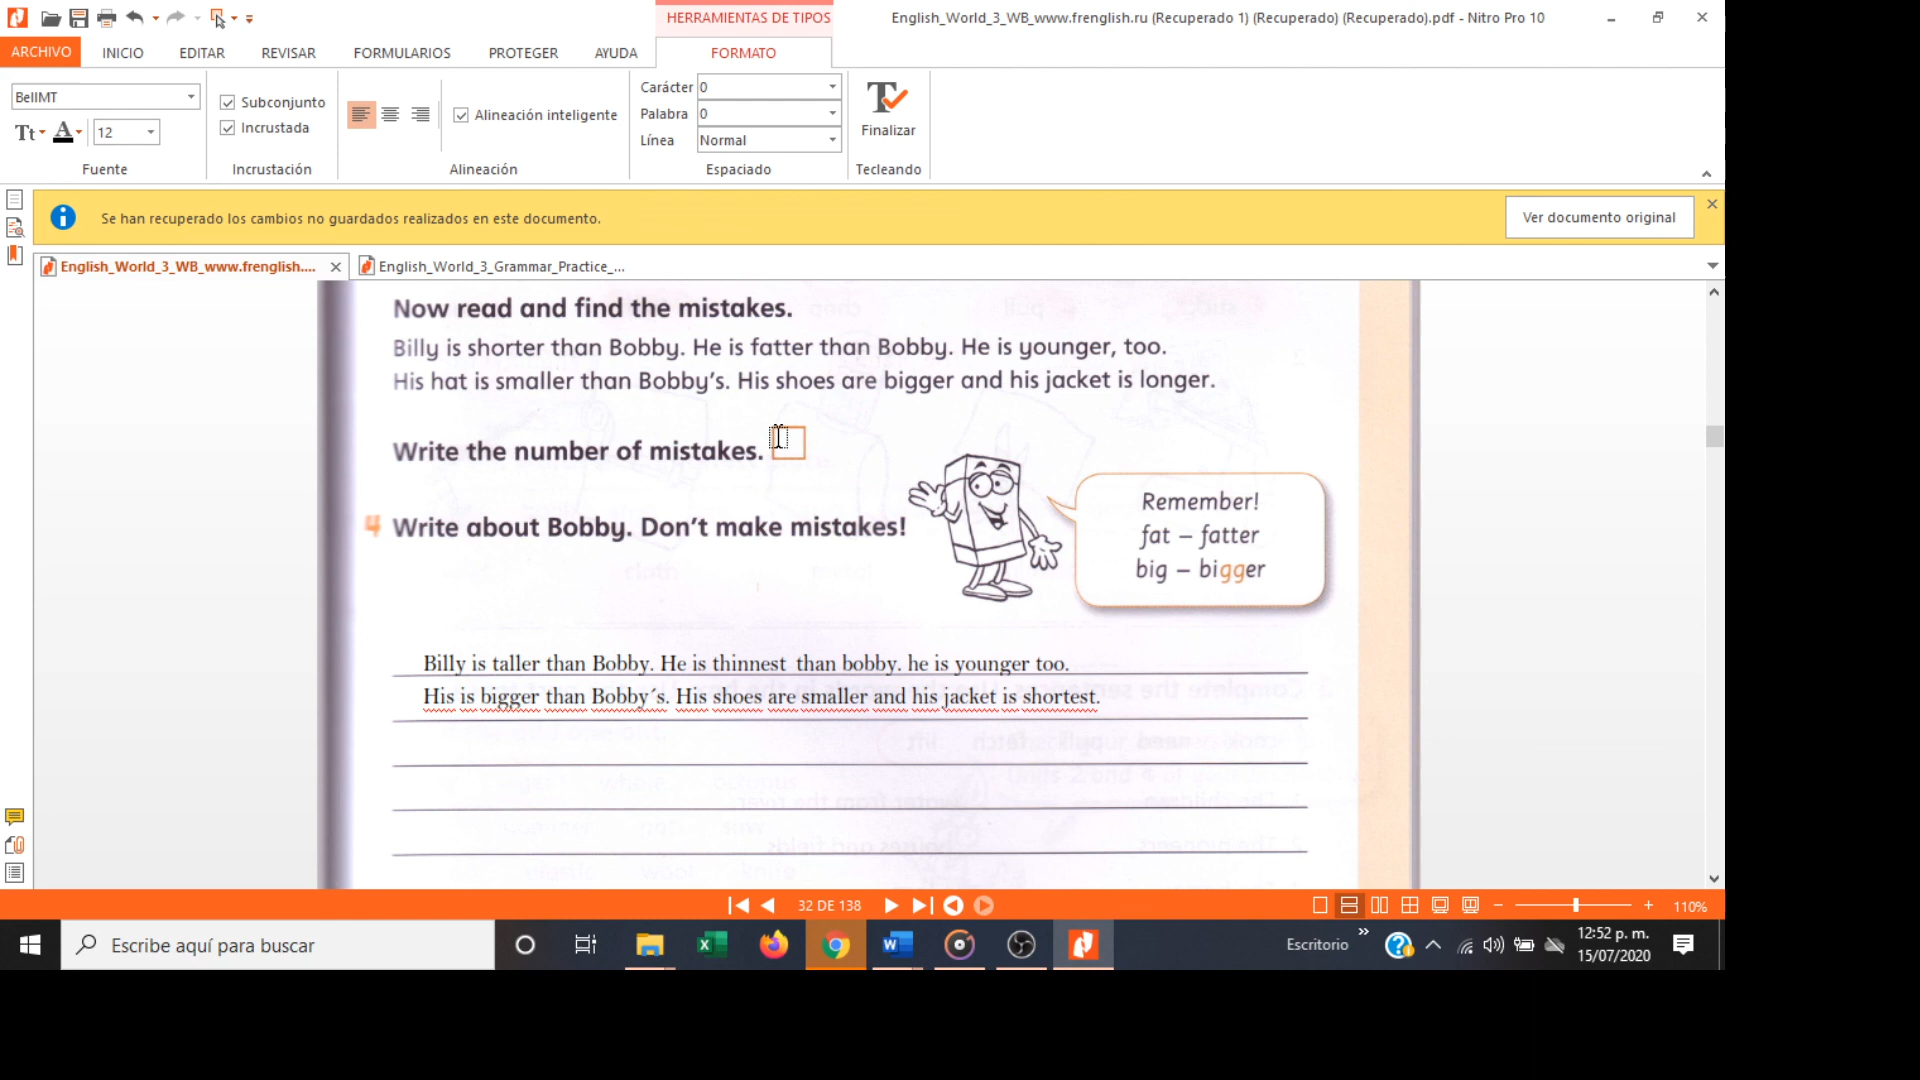 HERRAMIENTAS DE TIPOS
English_World_3_WB_www.frenglish.ru (Recuperado 1) (Recuperado) (Recuperado).pdf - Nitro Pro 10
ARCHIVO INICIO EDITAR REVISAR FORMULARIOS PROTEGER AYUDA FORMATO
BellMT
Tt A 12
Fuente
Subconjunto
Incrustada
Incrustación
Alineación inteligente
Alineación
Carácter 0
Palabra 0
Línea Normal
Espaciado
T
Finalizar
Tecleando
Se han recuperado los cambios no guardados realizados en este documento.
Ver documento original
English_World_3_WB_www.frenglish.... English_World_3_Grammar_Practice_...
Now read and find the mistakes.
Billy is shorter than Bobby. He is fatter than Bobby. He is younger, too.
His hat is smaller than Bobby's. His shoes are bigger and his jacket is longer.
Write the number of mistakes.
4 Write about Bobby. Don't make mistakes!
Remember!
fat – fatter
big – bigger
Billy is taller than Bobby. He is thinnest than bobby. he is younger too.
His is bigger than Bobby´s. His shoes are smaller and his jacket is shortest.
32 DE 138
110%
Escribe aquí para buscar
Escritorio
12:52 p. m.
15/07/2020